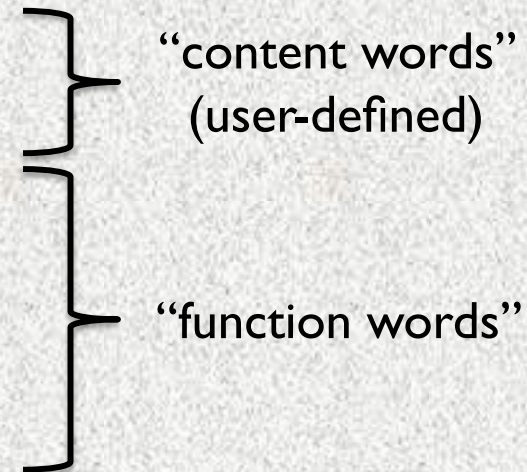 “content words”
(user-defined)
“function words”